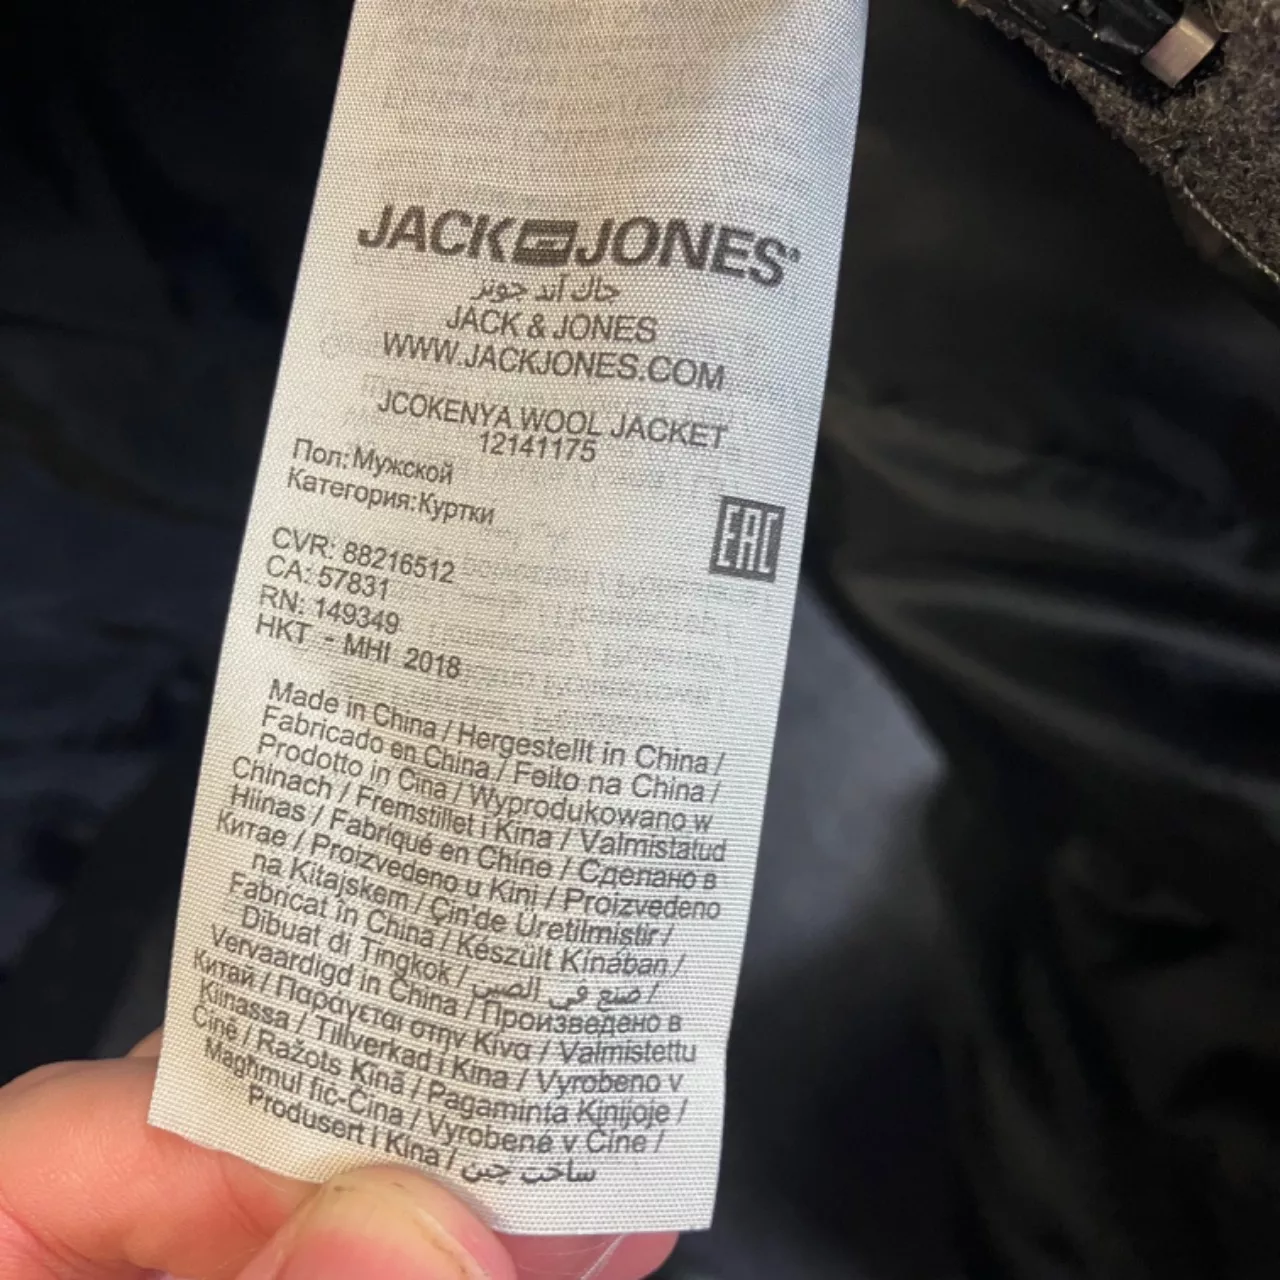 JACK JONES®
جاك أند جونز
JACK & JONES
WWW.JACKJONES.COM
JCOKENYA WOOL JACKET
12141175
Пол:Мужской
Категория:Куртки
EAC
CVR: 88216512
CA: 57831
RN: 149349
HKT - MHI 2018
Made in China / Hergestellt in China /
Fabricado en China / Feito na China /
Prodotto in Cina / Wyprodukowano w
Chinach / Fremstillet i Kina / Valmistatud
Hiinas / Fabriqué en Chine / Сделано в
Китае / Proizvedeno u Kini / Proizvedeno
na Kitajskem / Çin'de Üretilmiştir /
Fabricat în China / Készült Kínában /
Dibuat di Tingkok / صنع في الصين /
Vervaardigd in China / Произведено в
Китай / Παράγεται στην Κίνα / Valmistettu
Kiinassa / Tillverkad i Kina / Vyrobeno v
Číně / Ražots Ķīnā / Pagaminta Kinijoje /
Maghmul fic-Ċina / Vyrobené v Číne /
Produsert i Kina / ساخت چین